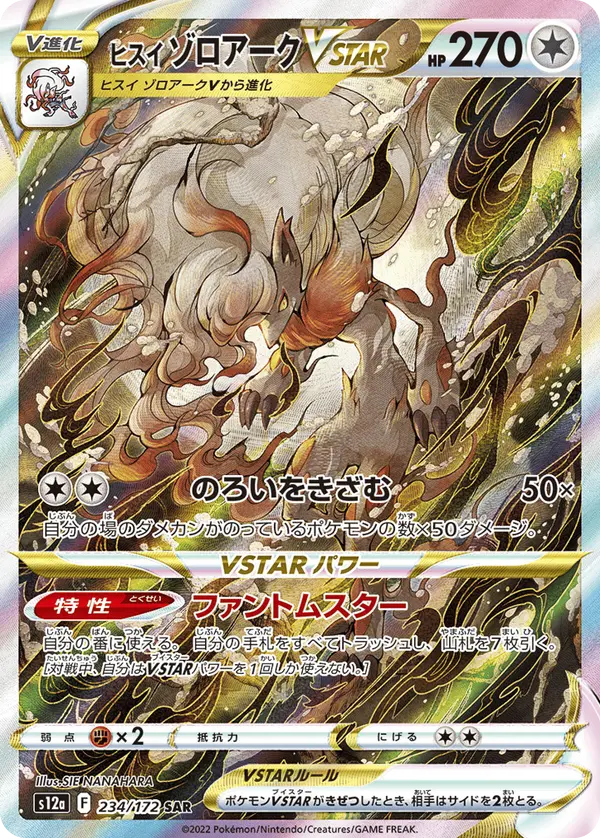 V進化
ヒスイ ゾロアーク VSTAR HP 270
ヒスイ ゾロアークVから進化
のろいをきざむ 50×
自分の場のダメカンがのっているポケモンの数×50ダメージ。
VSTARパワー
特性 とくせい ファントムスター
自分の番に使える。自分の手札をすべてトラッシュし、山札を7枚引く。
[対戦中、自分はVSTARパワーを1回しか使えない。]
弱点 ×2 抵抗力 にげる
Illus.SIE NANAHARA
VSTARルール
s12a F 234/172 SAR
ポケモンVSTARがきぜつしたとき、相手はサイドを2枚とる。
©2022 Pokémon/Nintendo/Creatures/GAME FREAK.